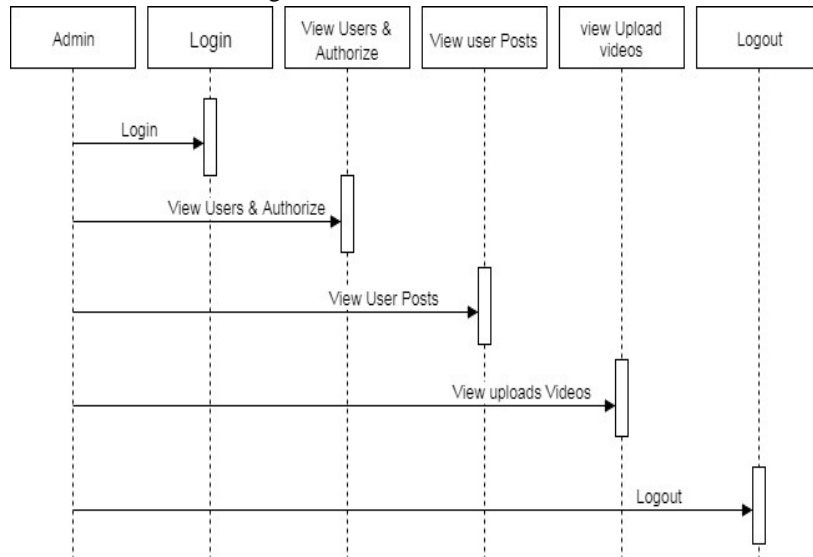 Admin
Login
View Users &
Authorize
View user Posts
view Upload
videos
Logout
Login
View Users & Authorize
View User Posts
View uploads Videos
Logout